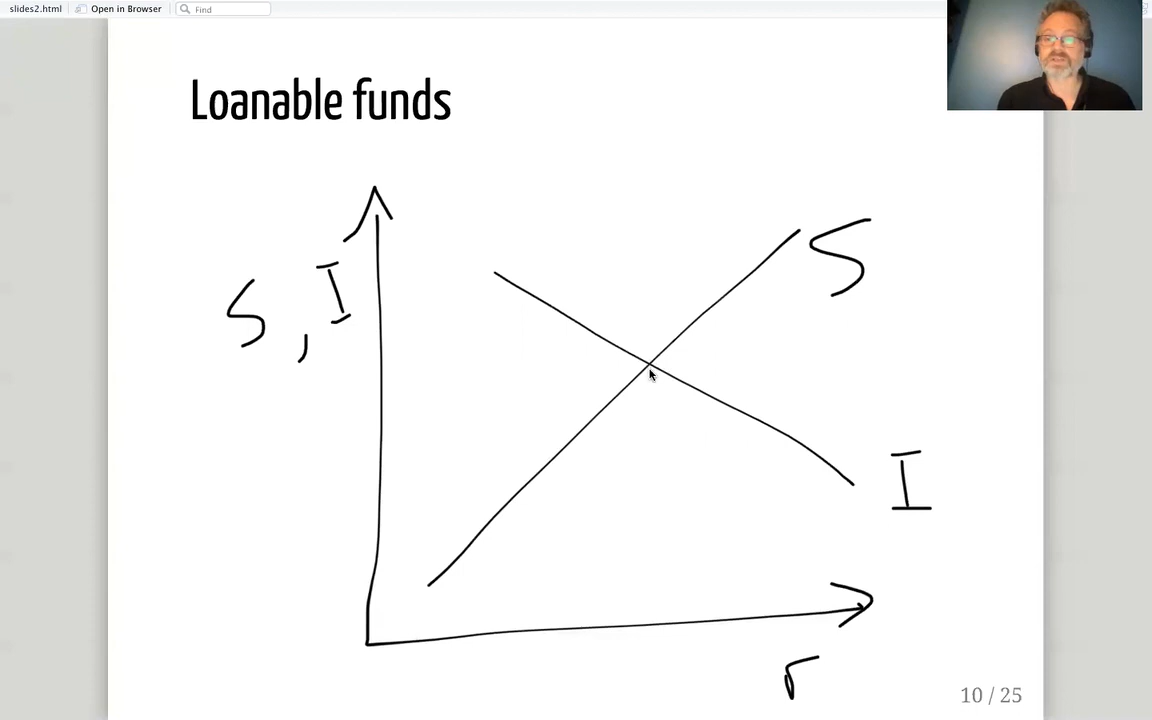 slides2.html Open in Browser Find
Loanable funds
S
S, I
I
r
10 / 25